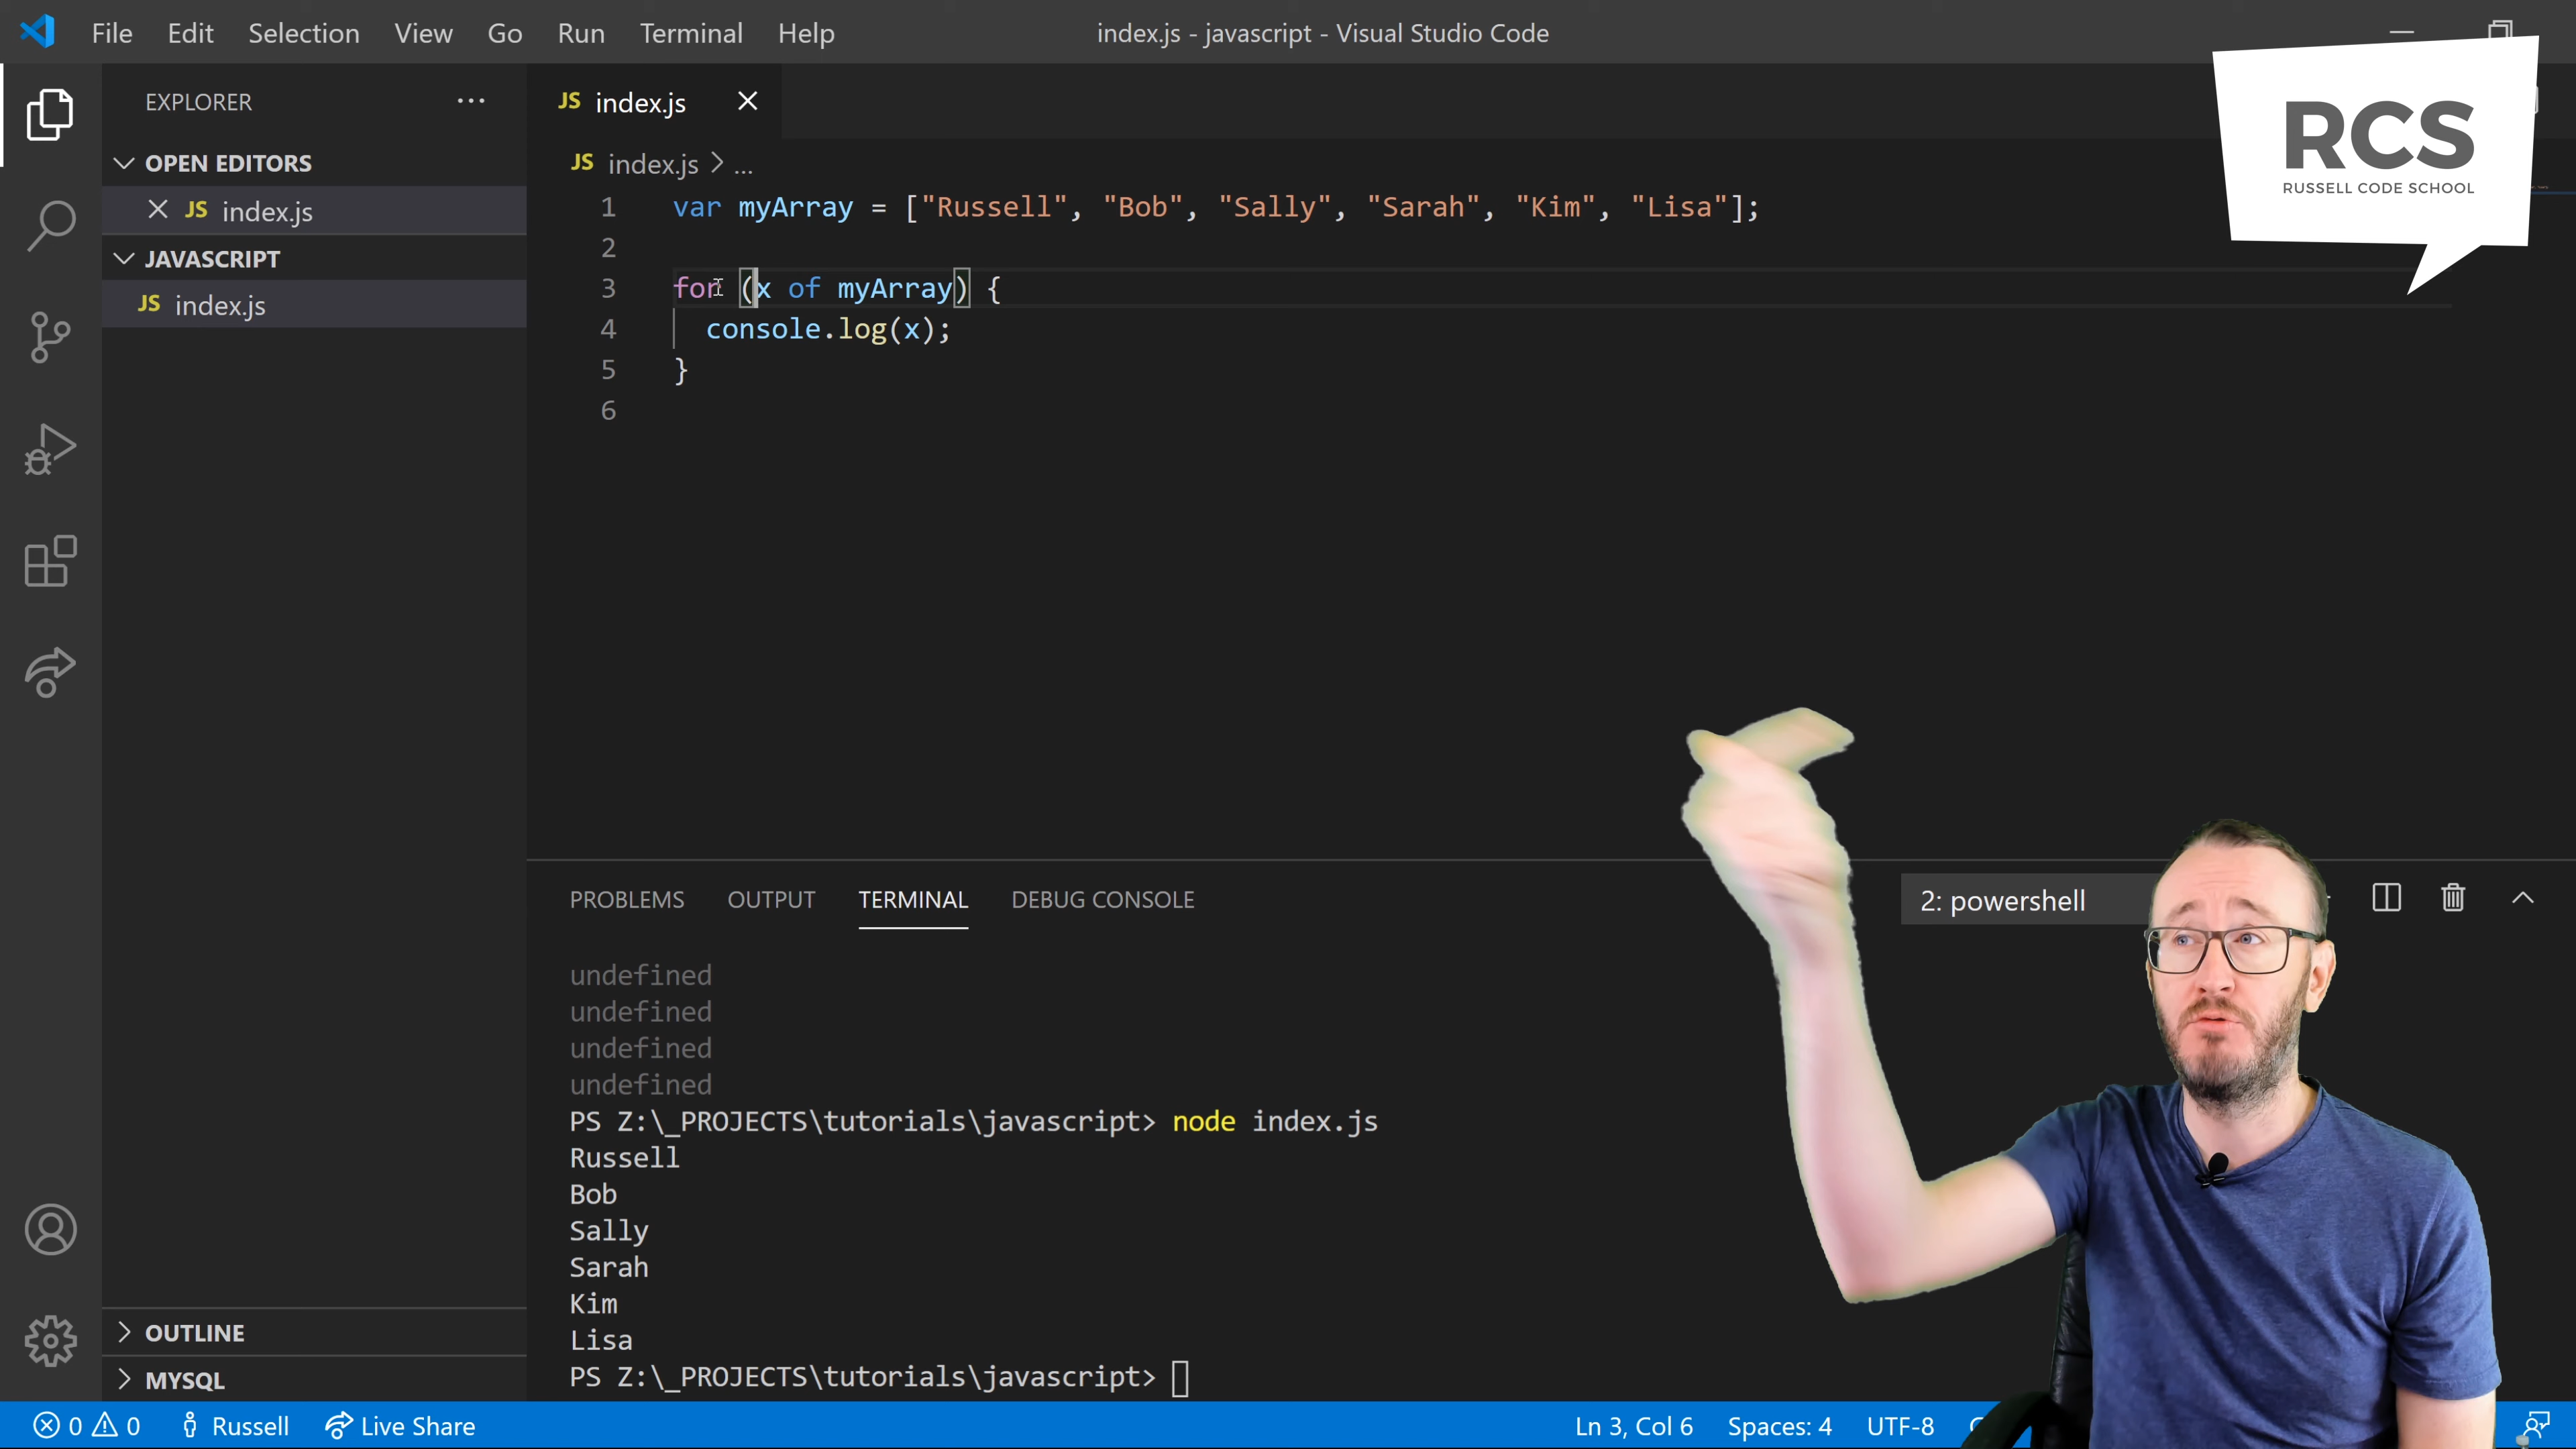 File Edit Selection View Go Run Terminal Help
index.js - javascript - Visual Studio Code
RCS
RUSSELL CODE SCHOOL
EXPLORER
OPEN EDITORS
JS index.js
JAVASCRIPT
JS index.js
OUTLINE
MYSQL
JS index.js
JS index.js > ...
1 var myArray = ["Russell", "Bob", "Sally", "Sarah", "Kim", "Lisa"];
2
3 for (x of myArray) {
4 console.log(x);
5 }
6
PROBLEMS OUTPUT TERMINAL DEBUG CONSOLE
2: powershell
undefined
undefined
undefined
undefined
PS Z:\_PROJECTS\tutorials\javascript> node index.js
Russell
Bob
Sally
Sarah
Kim
Lisa
PS Z:\_PROJECTS\tutorials\javascript>
0 0 Russell Live Share
Ln 3, Col 6 Spaces: 4 UTF-8